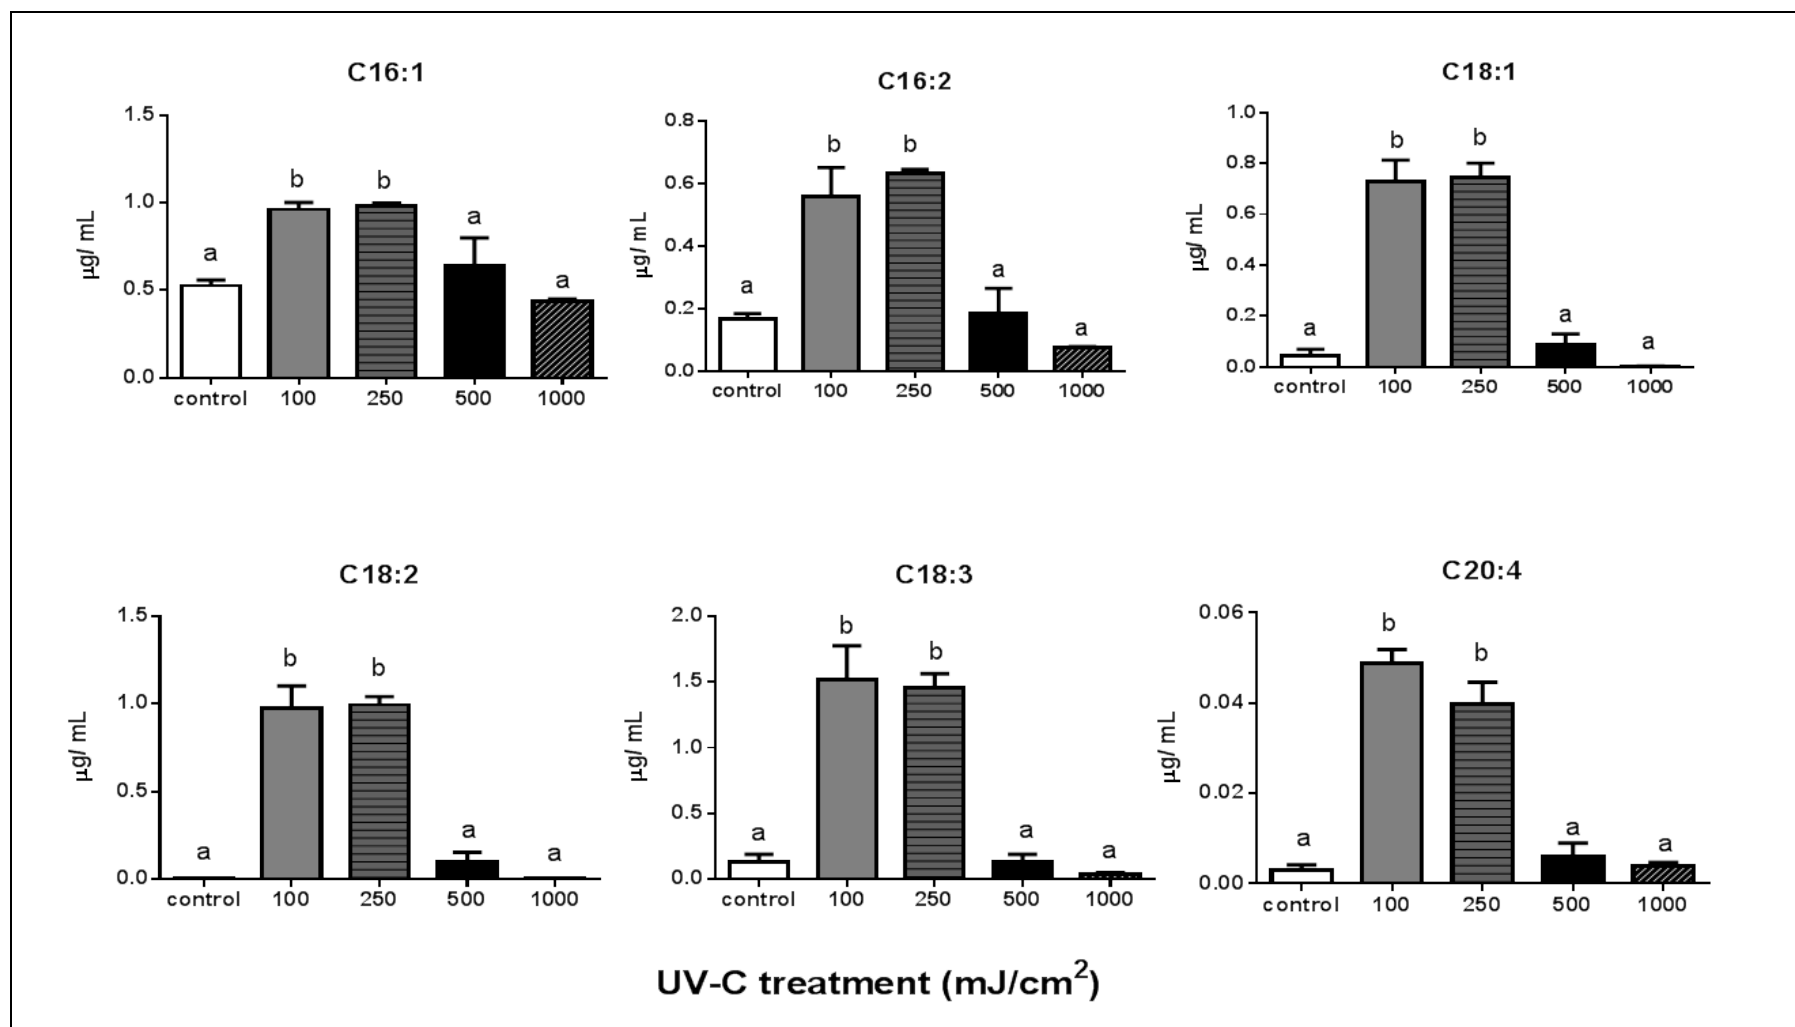 C16:1
1.5
1.0
0.5
0.0
μg/ mL
a
b
b
a
a
control 100 250 500 1000
C16:2
0.8
0.6
0.4
0.2
0.0
μg/ mL
a
b
b
a
a
control 100 250 500 1000
C18:1
1.0
0.8
0.6
0.4
0.2
0.0
μg/ mL
a
b
b
a
a
control 100 250 500 1000
C18:2
1.5
1.0
0.5
0.0
μg/ mL
a
b
b
a
a
control 100 250 500 1000
C18:3
2.0
1.5
1.0
0.5
0.0
μg/ mL
a
b
b
a
a
control 100 250 500 1000
C20:4
0.06
0.04
0.02
0.00
μg/ mL
a
b
b
a
a
control 100 250 500 1000
UV-C treatment (mJ/cm²)